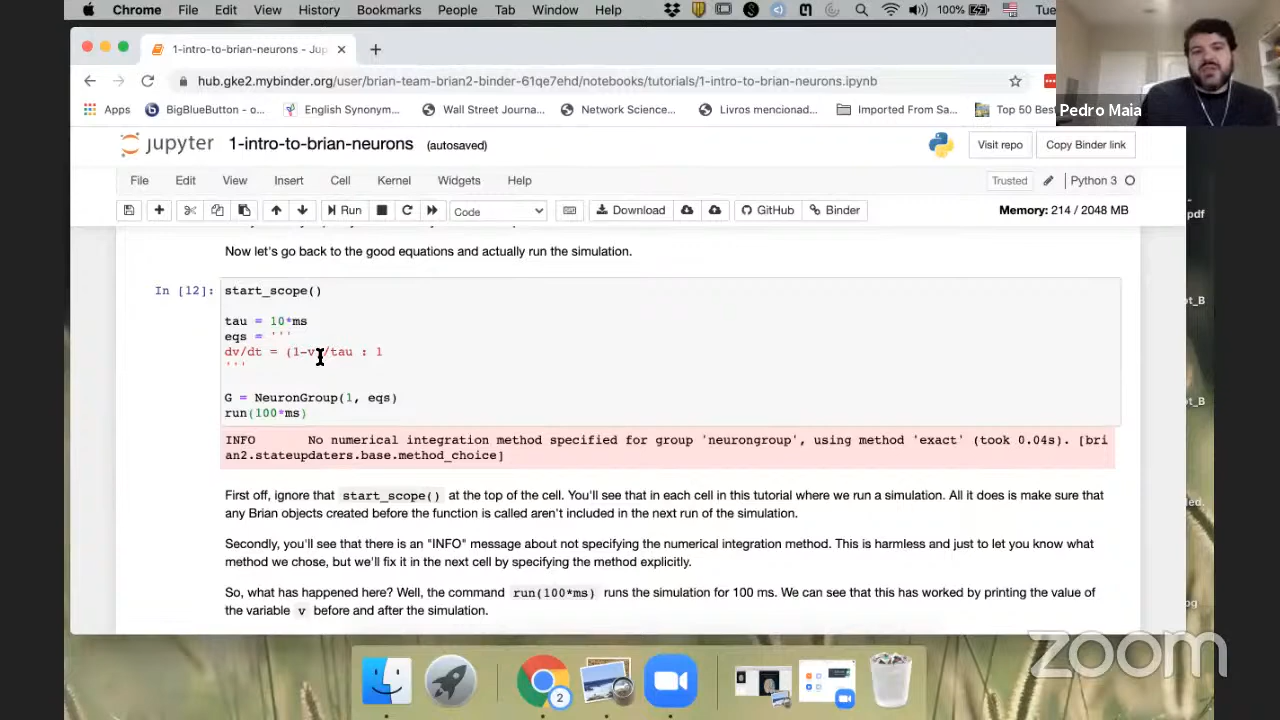 Chrome File Edit View History Bookmarks People Tab Window Help 100% Tue
1-intro-to-brian-neurons - Jup
hub.gke2.mybinder.org/user/brian-team-brian2-binder-61qe7ehd/notebooks/tutorials/1-intro-to-brian-neurons.ipynb
Apps BigBlueButton - o... English Synonym... Wall Street Journa... Network Science... Livros mencionad... Imported From Sa... Top 50 Best
Pedro Maia
jupyter 1-intro-to-brian-neurons (autosaved) Visit repo Copy Binder link
File Edit View Insert Cell Kernel Widgets Help Trusted Python 3
Run Code Download GitHub Binder Memory: 214 / 2048 MB
Now let's go back to the good equations and actually run the simulation.
In [12]: start_scope()
tau = 10*ms
eqs = '''
dv/dt = (1-v)/tau : 1
'''
G = NeuronGroup(1, eqs)
run(100*ms)
INFO No numerical integration method specified for group 'neurongroup', using method 'exact' (took 0.04s). [bri
an2.stateupdaters.base.method_choice]
First off, ignore that start_scope() at the top of the cell. You'll see that in each cell in this tutorial where we run a simulation. All it does is make sure that
any Brian objects created before the function is called aren't included in the next run of the simulation.
Secondly, you'll see that there is an "INFO" message about not specifying the numerical integration method. This is harmless and just to let you know what
method we chose, but we'll fix it in the next cell by specifying the method explicitly.
So, what has happened here? Well, the command run(100*ms) runs the simulation for 100 ms. We can see that this has worked by printing the value of
the variable v before and after the simulation.
pdf
ot_B
ot_B
led.
og
2
zoom